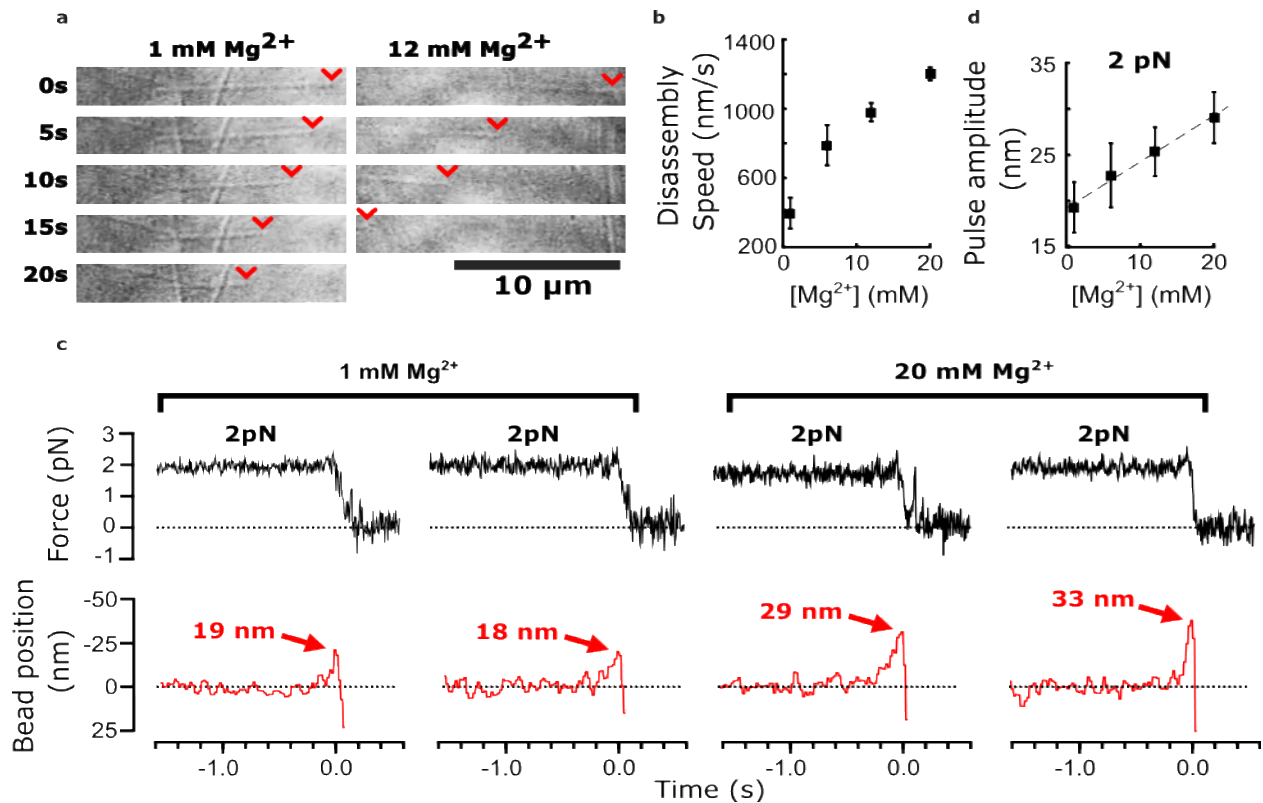 a
1 mM Mg²⁺
12 mM Mg²⁺
0s
5s
10s
15s
20s
10 µm
b
Disassembly
Speed (nm/s)
1400
1000
600
200
0
10
20
[Mg²⁺] (mM)
d
2 pN
Pulse amplitude
(nm)
35
25
15
0
10
20
[Mg²⁺] (mM)
c
1 mM Mg²⁺
20 mM Mg²⁺
2pN
2pN
2pN
2pN
Force (pN)
3
2
1
0
-1
Bead position
(nm)
-50
-25
0
25
19 nm
18 nm
29 nm
33 nm
-1.0
0.0
-1.0
0.0
-1.0
0.0
-1.0
0.0
Time (s)